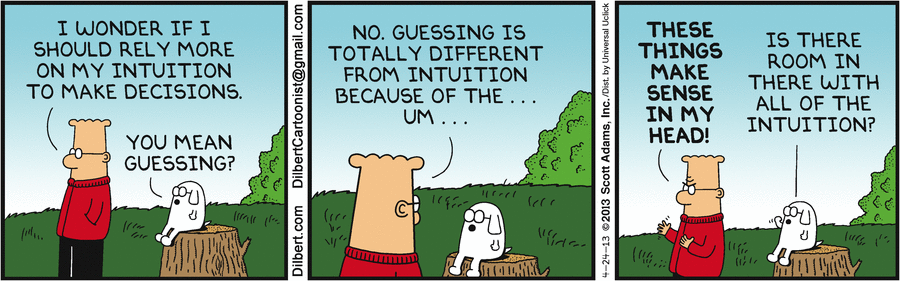 I WONDER IF I
SHOULD RELY MORE
ON MY INTUITION
TO MAKE DECISIONS.
YOU MEAN
GUESSING?
Dilbert.com DilbertCartoonist@gmail.com
NO. GUESSING IS
TOTALLY DIFFERENT
FROM INTUITION
BECAUSE OF THE . . .
UM . . .
4-24-13 © 2013 Scott Adams, Inc. /Dist. by Universal Uclick
THESE
THINGS
MAKE
SENSE
IN MY
HEAD!
IS THERE
ROOM IN
THERE WITH
ALL OF THE
INTUITION?